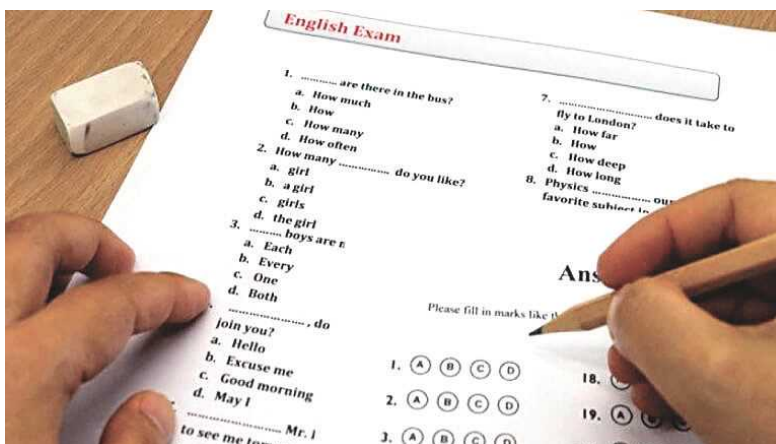 English Exam
1. ............ are there in the bus?
a. How much
b. How
c. How many
d. How often
2. How many ................ do you like?
a. girl
b. a girl
c. girls
d. the girl
3. .......... boys are
a. Each
b. Every
c. One
d. Both
......................, do
join you?
a. Hello
b. Excuse me
c. Good morning
d. May I
........................... Mr.
to see me
7. ........................... does it take to
fly to London?
a. How far
b. How
c. How deep
d. How long
8. Physics .................
favorite subject in
Ans
Please fill in marks like
1. A B C D
2. A B C D
3. A B C D
18.
19. A